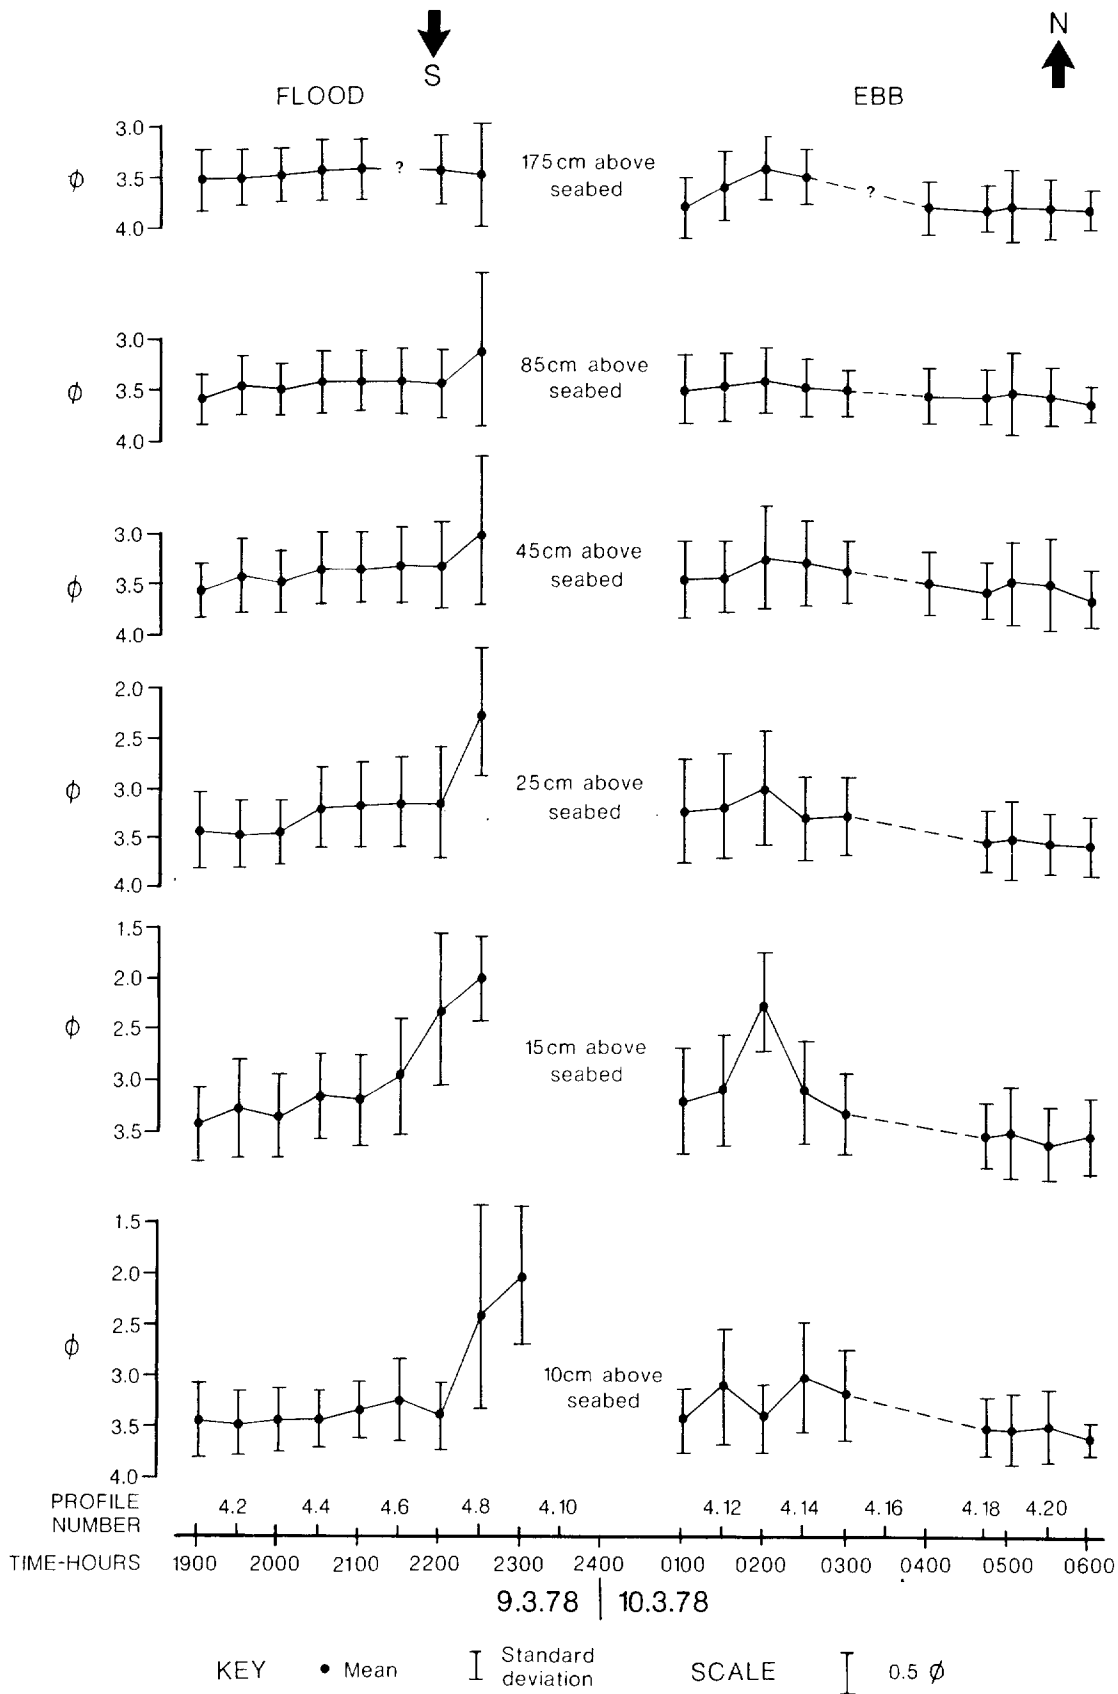 S
N
FLOOD
EBB
3.0
3.5
4.0
ϕ
?
175cm above
seabed
?
3.0
3.5
4.0
ϕ
85cm above
seabed
3.0
3.5
4.0
ϕ
45cm above
seabed
2.0
2.5
3.0
3.5
4.0
ϕ
25cm above
seabed
1.5
2.0
2.5
3.0
3.5
ϕ
15cm above
seabed
1.5
2.0
2.5
3.0
3.5
4.0
ϕ
10cm above
seabed
PROFILE
NUMBER
4.2 4.4 4.6 4.8 4.10 4.12 4.14 4.16 4.18 4.20
TIME-HOURS
1900 2000 2100 2200 2300 2400 0100 0200 0300 0400 0500 0600
9.3.78 | 10.3.78
KEY
Mean
Standard
deviation
SCALE
0.5 ϕ